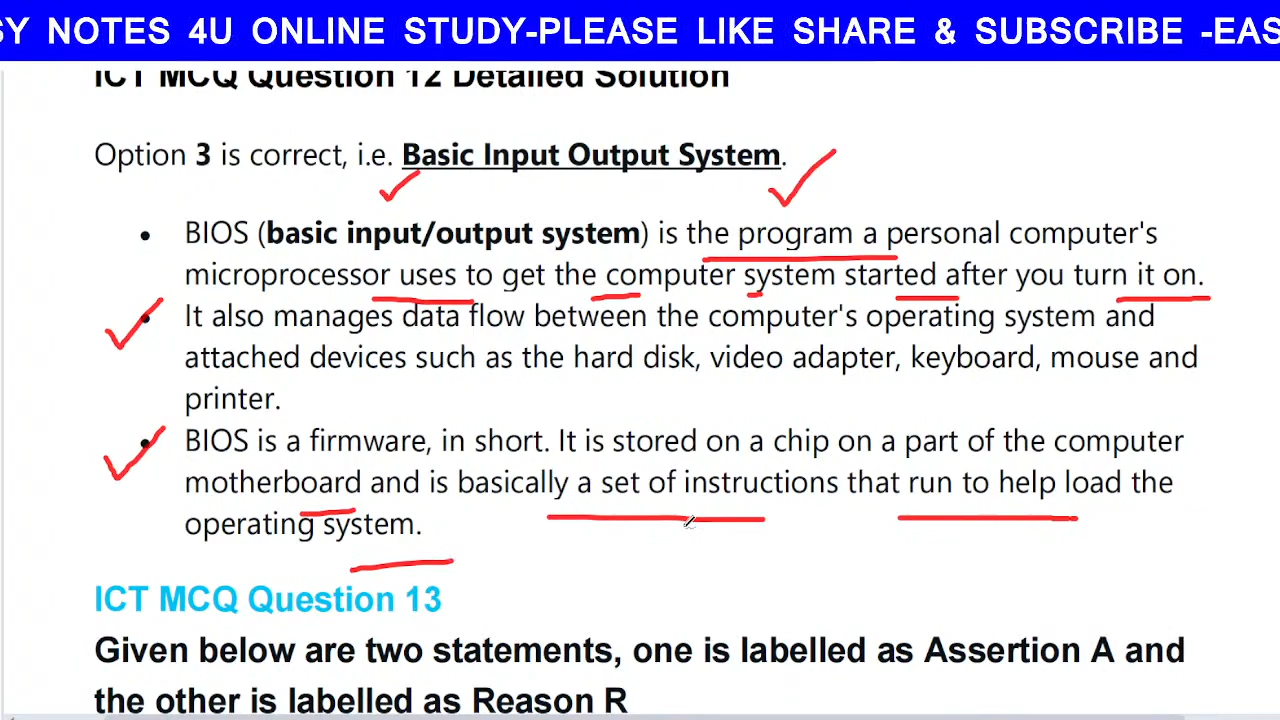 SY NOTES 4U ONLINE STUDY-PLEASE LIKE SHARE & SUBSCRIBE -EAS
ICT MCQ Question 12 Detailed Solution
Option 3 is correct, i.e. Basic Input Output System.
• BIOS (basic input/output system) is the program a personal computer's
microprocessor uses to get the computer system started after you turn it on.
• It also manages data flow between the computer's operating system and
attached devices such as the hard disk, video adapter, keyboard, mouse and
printer.
• BIOS is a firmware, in short. It is stored on a chip on a part of the computer
motherboard and is basically a set of instructions that run to help load the
operating system.
ICT MCQ Question 13
Given below are two statements, one is labelled as Assertion A and
the other is labelled as Reason R